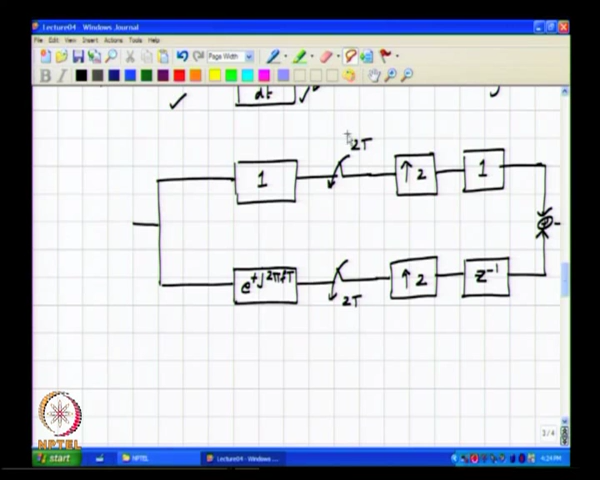 Lecture04 - Windows Journal
File Edit View Insert Actions Tools Help
Page Width
B I
dt
2T
1
↑ 2
1
e^{+j2πfT}
2T
↑ 2
z^{-1}
2 / 4
NPTEL
start
NPTEL
Lecture04 - Windows ...
4:24 PM